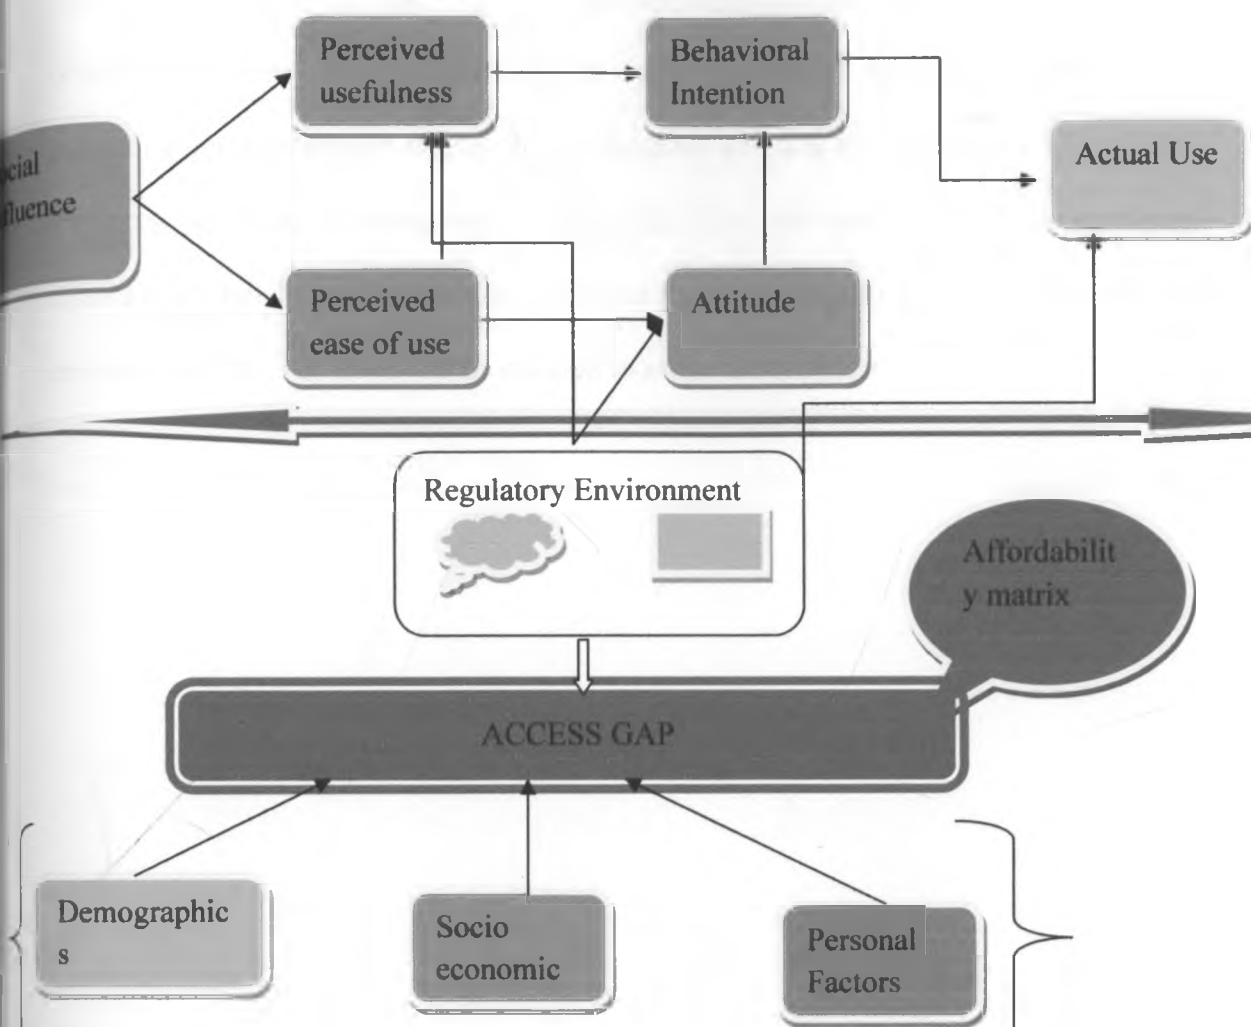 Perceived
usefulness
Behavioral
Intention
Actual Use
ocial
fluence
Perceived
ease of use
Attitude
Regulatory Environment
Affordabilit
y matrix
ACCESS GAP
Demographic
s
Socio
economic
Personal
Factors